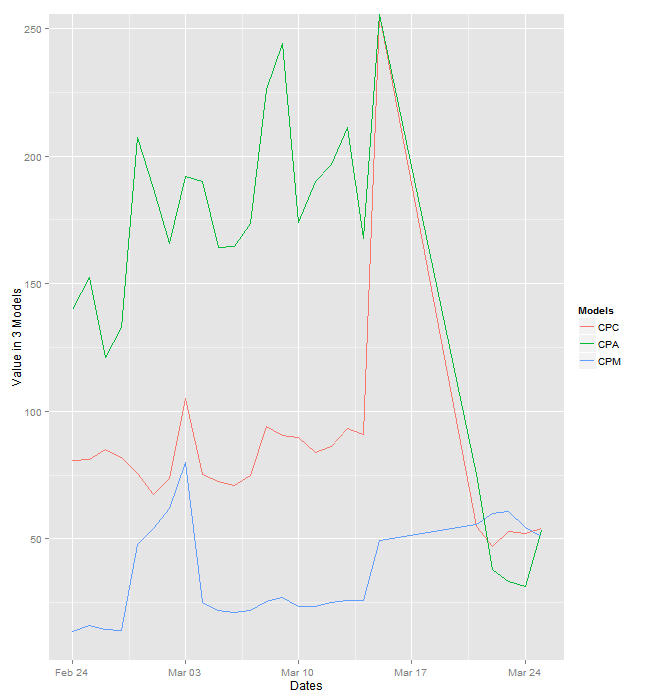 250
200
150
100
50
Value in 3 Models
Feb 24
Mar 03
Mar 10
Mar 17
Mar 24
Dates
Models
CPC
CPA
CPM